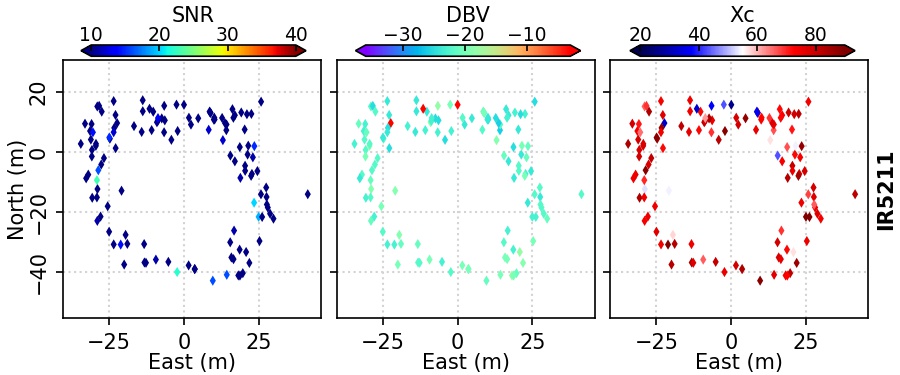 SNR DBV Xc
10 20 30 40 −30 −20 −10 20 40 60 80
20
0
−20
−40
North (m)
−25 0 25 −25 0 25 −25 0 25
East (m) East (m) East (m)
IR5211